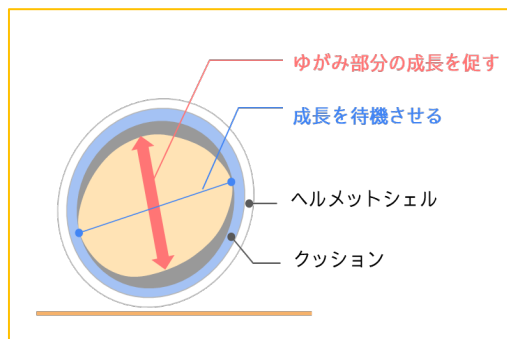 ゆがみ部分の成長を促す
成長を待機させる
ヘルメットシェル
クッション